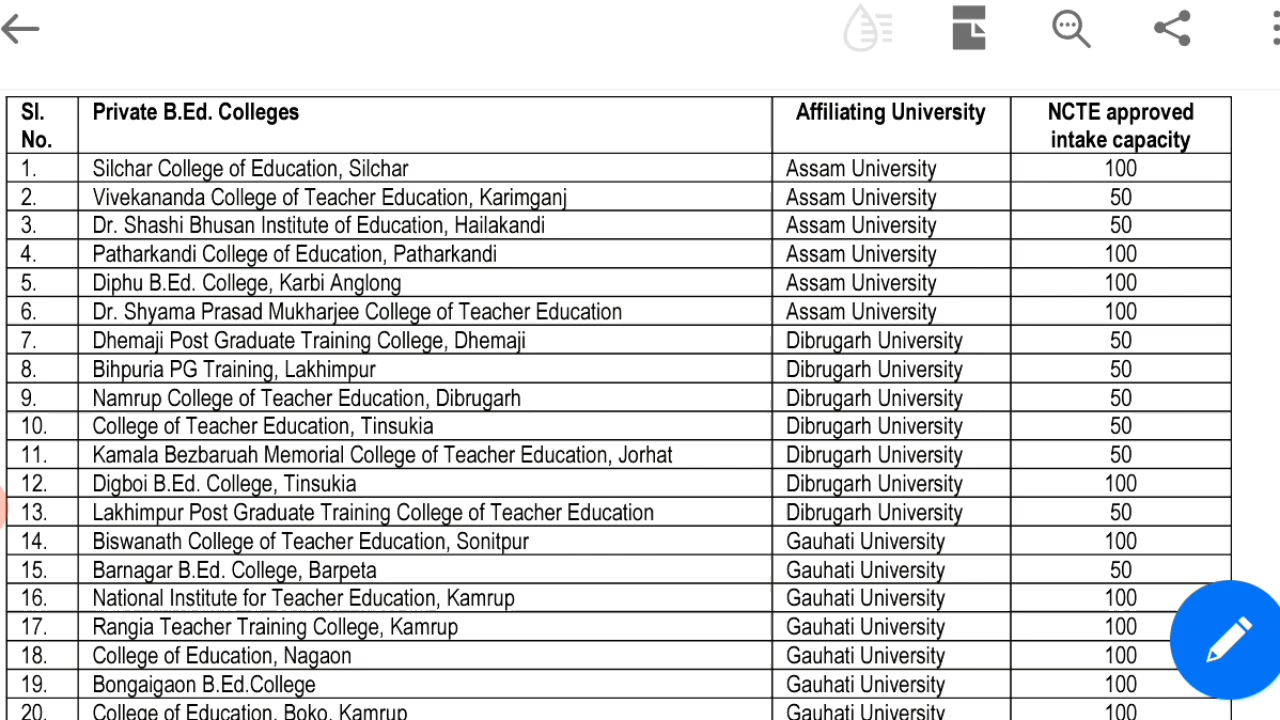 Sl. No. Private B.Ed. Colleges Affiliating University NCTE approved intake capacity
1. Silchar College of Education, Silchar Assam University 100
2. Vivekananda College of Teacher Education, Karimganj Assam University 50
3. Dr. Shashi Bhusan Institute of Education, Hailakandi Assam University 50
4. Patharkandi College of Education, Patharkandi Assam University 100
5. Diphu B.Ed. College, Karbi Anglong Assam University 100
6. Dr. Shyama Prasad Mukharjee College of Teacher Education Assam University 100
7. Dhemaji Post Graduate Training College, Dhemaji Dibrugarh University 50
8. Bihpuria PG Training, Lakhimpur Dibrugarh University 50
9. Namrup College of Teacher Education, Dibrugarh Dibrugarh University 50
10. College of Teacher Education, Tinsukia Dibrugarh University 50
11. Kamala Bezbaruah Memorial College of Teacher Education, Jorhat Dibrugarh University 50
12. Digboi B.Ed. College, Tinsukia Dibrugarh University 100
13. Lakhimpur Post Graduate Training College of Teacher Education Dibrugarh University 50
14. Biswanath College of Teacher Education, Sonitpur Gauhati University 100
15. Barnagar B.Ed. College, Barpeta Gauhati University 50
16. National Institute for Teacher Education, Kamrup Gauhati University 100
17. Rangia Teacher Training College, Kamrup Gauhati University 100
18. College of Education, Nagaon Gauhati University 100
19. Bongaigaon B.Ed.College Gauhati University 100
20. College of Education, Boko, Kamrup Gauhati University 100